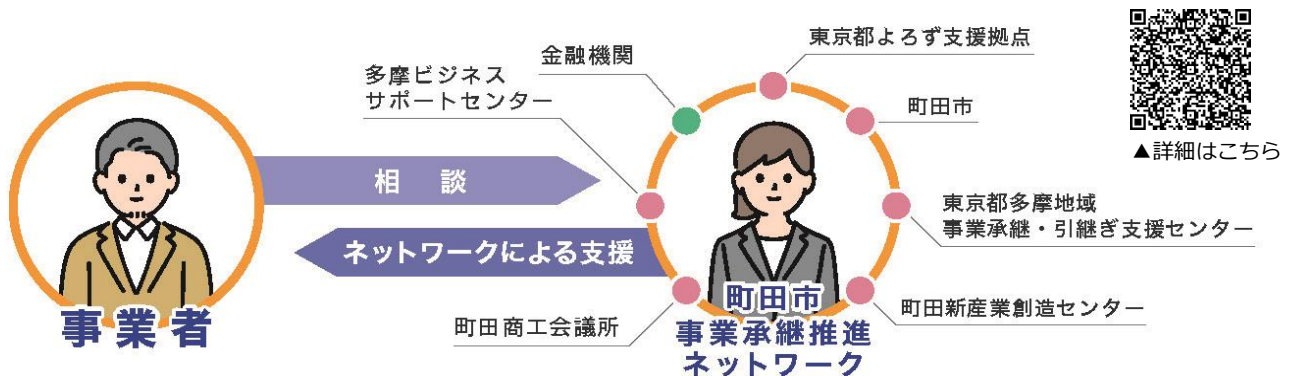 東京都よろず支援拠点
金融機関
多摩ビジネス
サポートセンター
町田市
▲詳細はこちら
相 談
ネットワークによる支援
東京都多摩地域
事業承継・引継ぎ支援センター
町田新産業創造センター
町田商工会議所
事業者
町田市
事業承継推進
ネットワーク